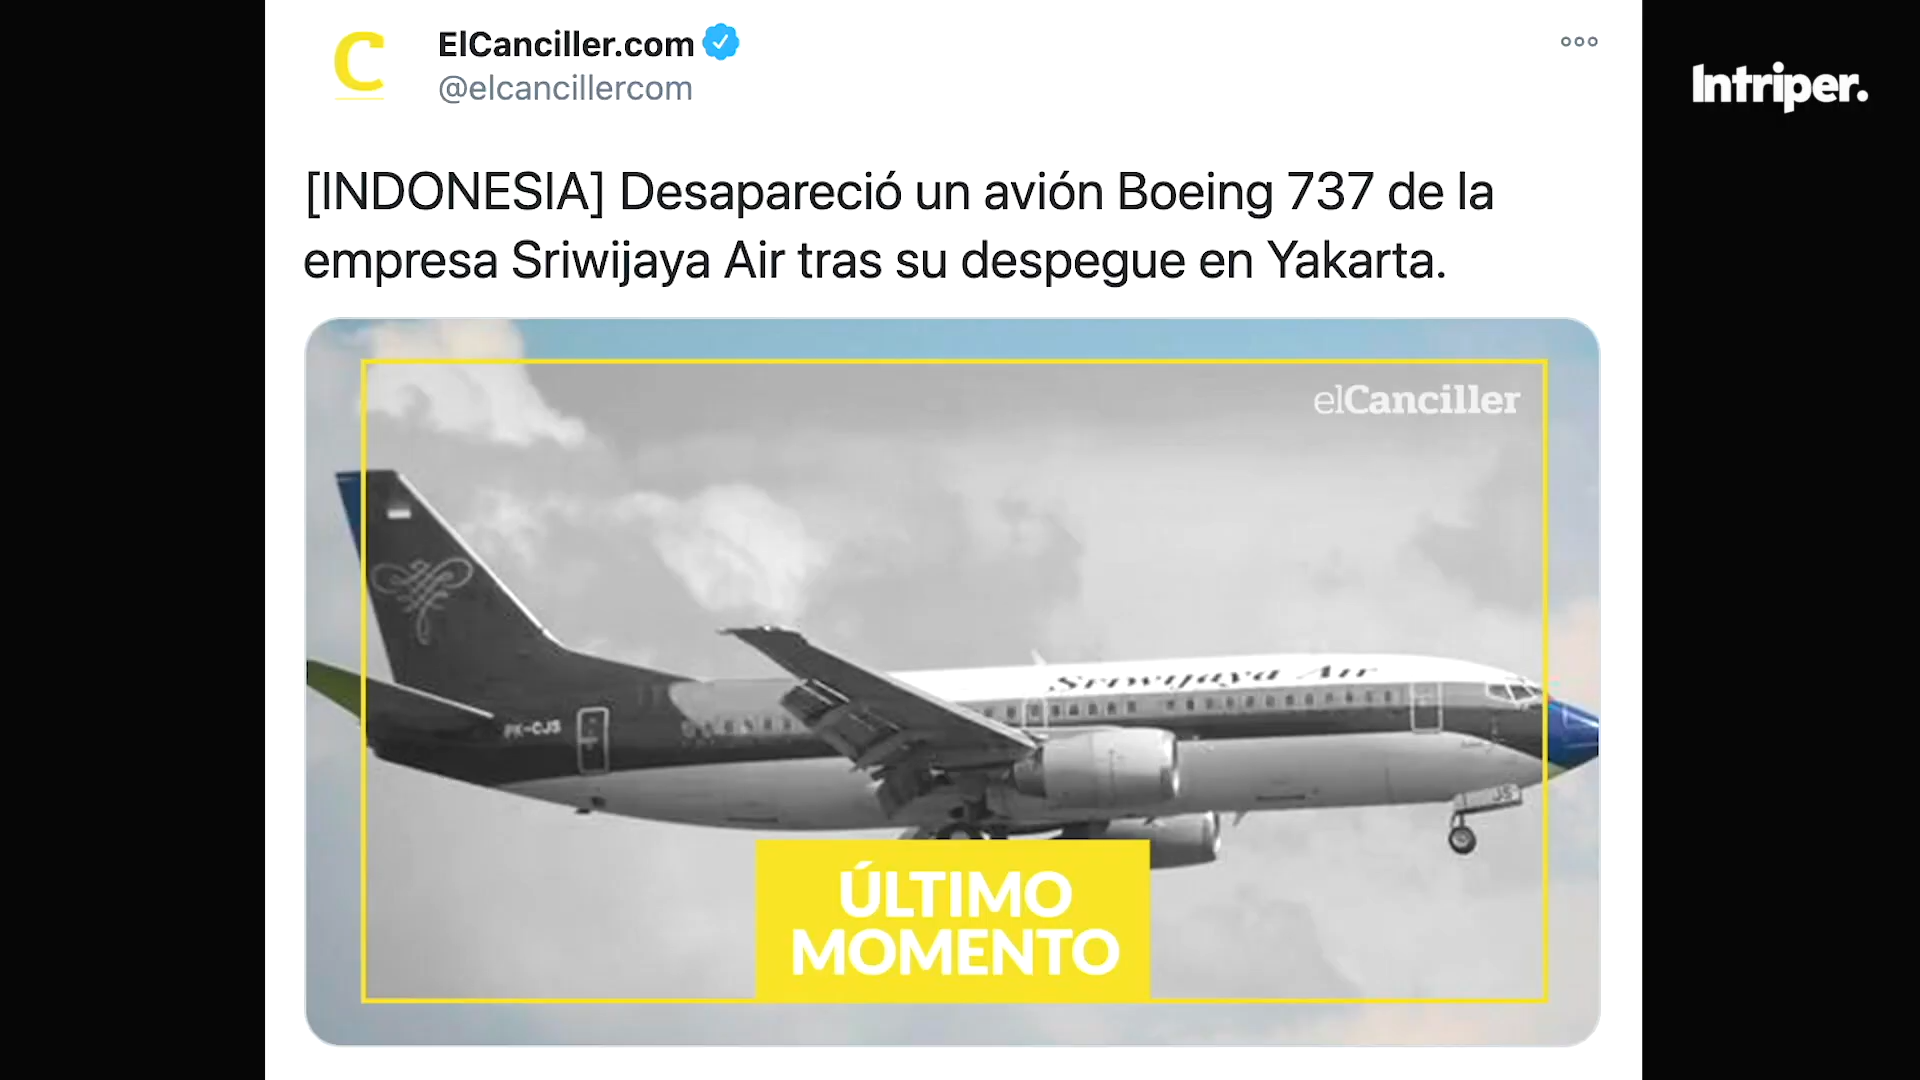 C
ElCanciller.com
@elcancillercom
Intriper.
[INDONESIA] Desapareció un avión Boeing 737 de la
empresa Sriwijaya Air tras su despegue en Yakarta.
elCanciller
Sriwijaya Air
PK-CJS
JS
ÚLTIMO
MOMENTO